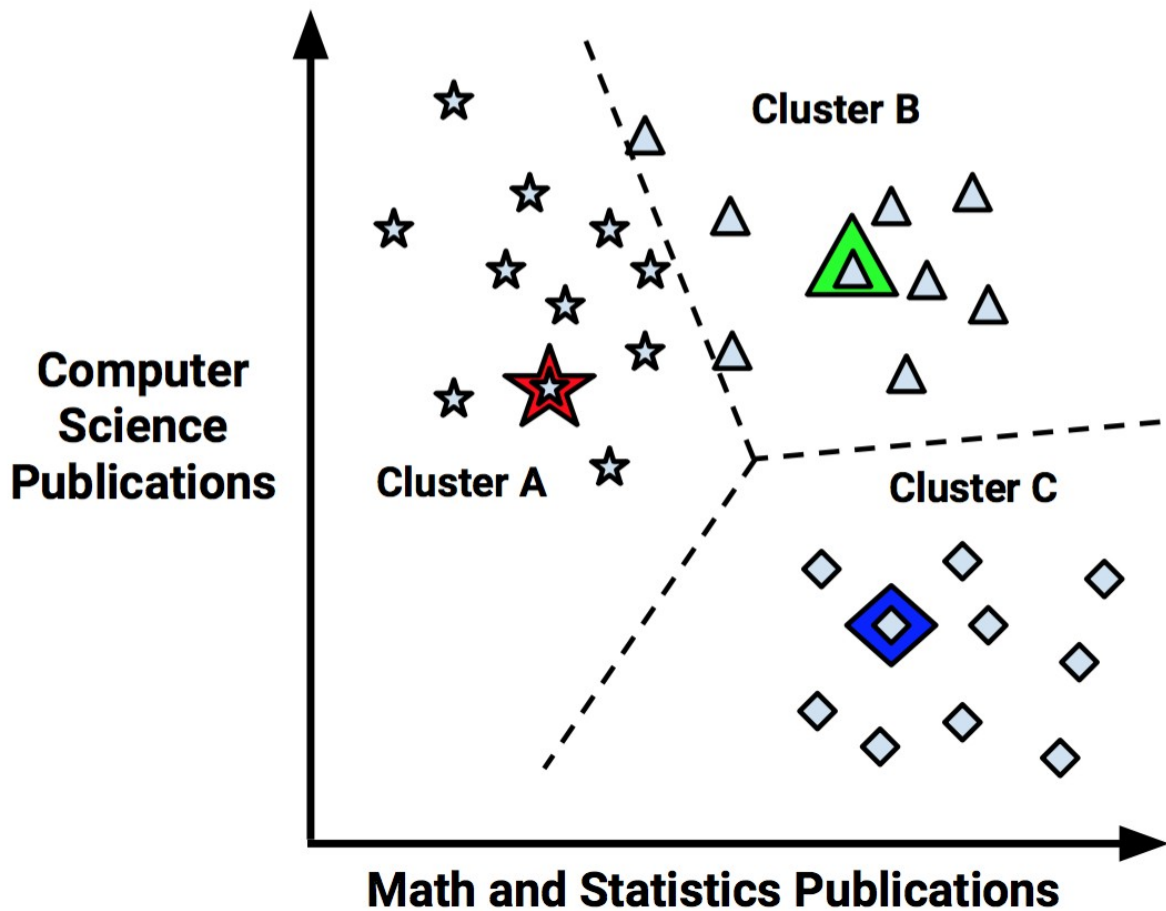 Cluster B
Computer
Science
Publications
Cluster A
Cluster C
Math and Statistics Publications